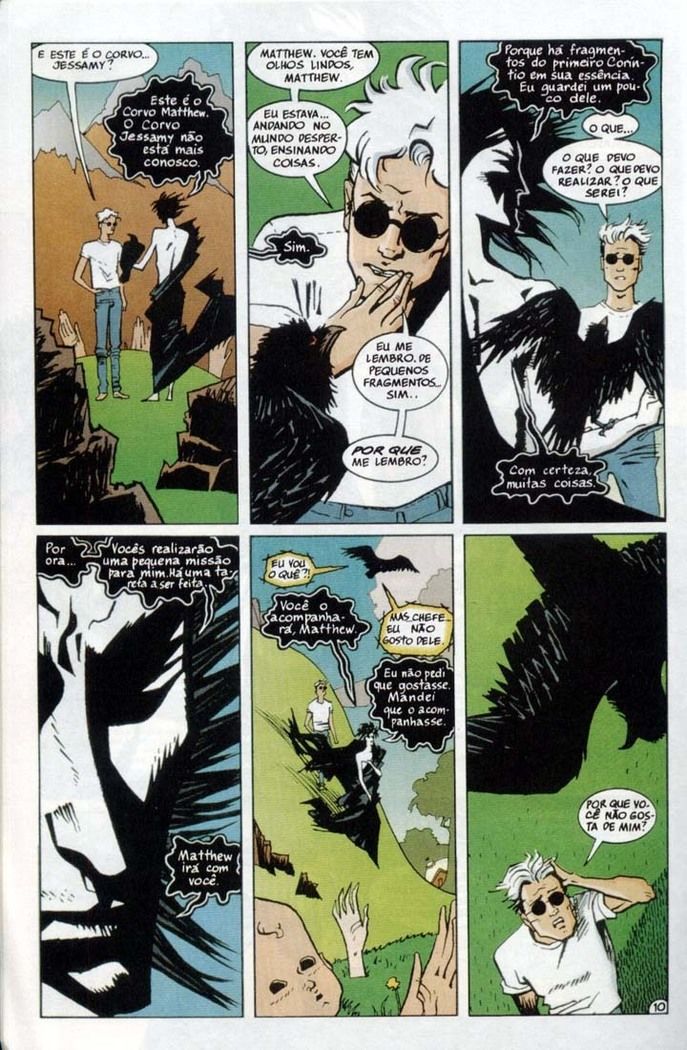 E ESTE É O CORVO...
JESSAMY?
Este é o
Corvo Matthew.
O Corvo
Jessamy não
está mais
conosco.
MATTHEW. VOCÊ TEM
OLHOS LINDOS,
MATTHEW.
EU ESTAVA...
ANDANDO NO
MUNDO DESPER-
TO, ENSINANDO
COISAS.
Sim.
EU ME
LEMBRO. DE
PEQUENOS
FRAGMENTOS...
SIM..
POR QUE
ME LEMBRO?
Porque há fragmen-
tos do primeiro Corín-
tio em sua essência.
Eu guardei um pou-
co dele.
O QUE...
O QUE DEVO
FAZER? O QUE DEVO
REALIZAR? O QUE
SEREI?
Com certeza,
muitas coisas.
Por
ora...
Vocês realizarão
uma pequena missão
para mim. Há uma ta-
refa a ser feita.
Matthew
irá com
você.
EU VOU
O QUÊ?!
Você o
acompanha-
rá, Matthew.
MAS, CHEFE...
EU NÃO
GOSTO DELE.
Eu não pedi
que gostasse.
Mandei
que o acom-
panhasse.
POR QUE VO-
CÊ NÃO GOS-
TA DE MIM?
10